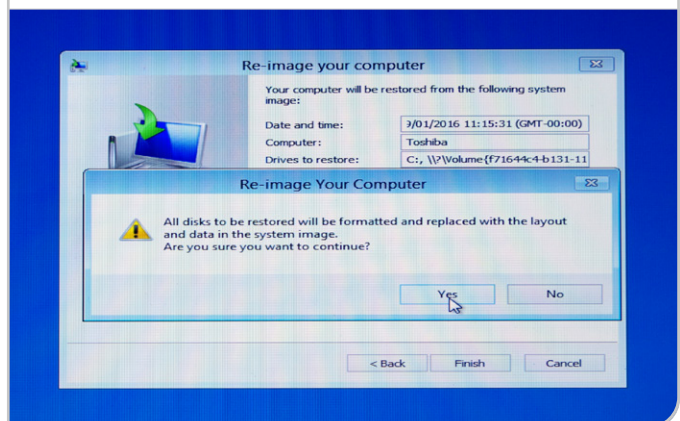 Re-image your computer
Your computer will be restored from the following system
image:
Date and time: 9/01/2016 11:15:31 (GMT-00:00)
Computer: Toshiba
Drives to restore: C:, \\?\Volume{f71644c4-b131-11
Re-image Your Computer
All disks to be restored will be formatted and replaced with the layout
and data in the system image.
Are you sure you want to continue?
Yes No
< Back Finish Cancel